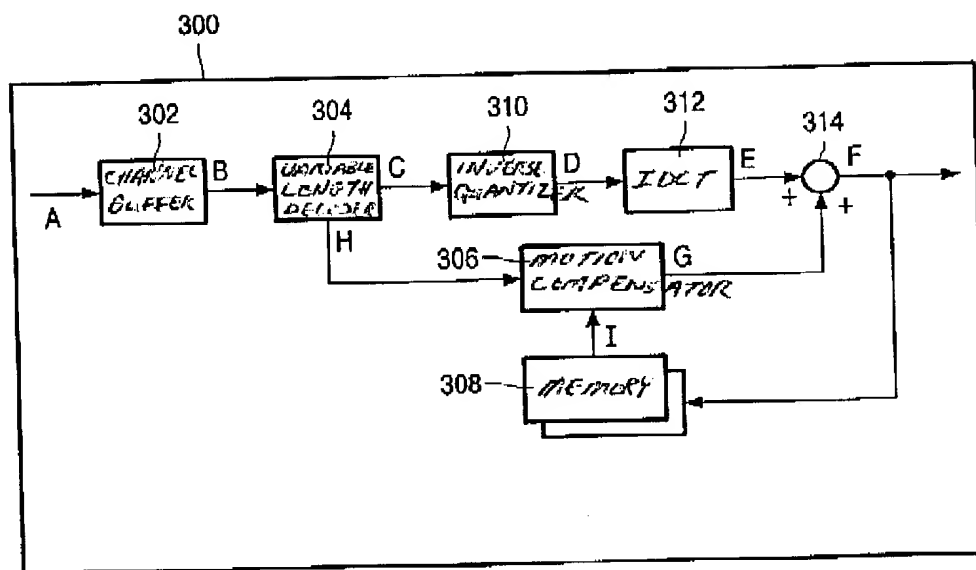 300
302
304
310
312
314
CHANNEL
BUFFER
VARIABLE
LENGTH
DECODER
INVERSE
QUANTIZER
IDCT
A
B
C
D
E
F
+
+
H
306
MOTION
COMPENSATOR
G
I
308
MEMORY